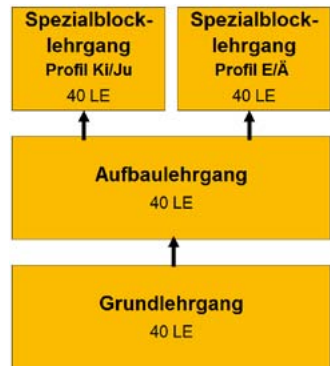 Spezialblock-
lehrgang
Profil Ki/Ju
40 LE
Spezialblock-
lehrgang
Profil E/Ä
40 LE
Aufbaulehrgang
40 LE
Grundlehrgang
40 LE